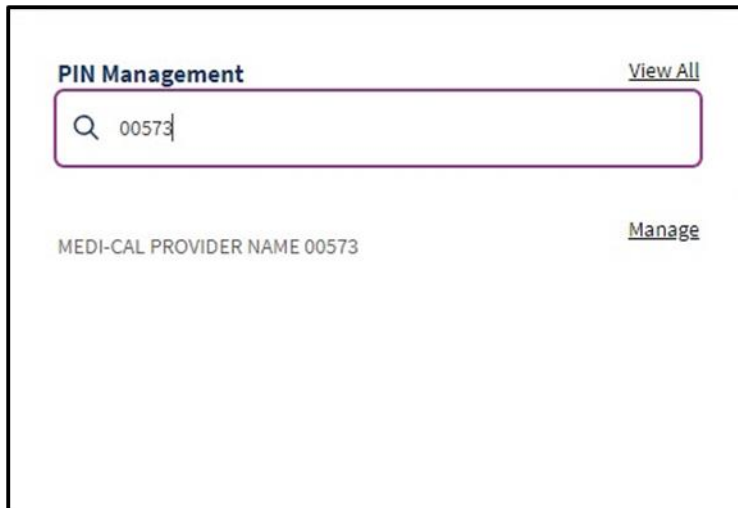 PIN Management
View All
00573
Manage
MEDI-CAL PROVIDER NAME 00573